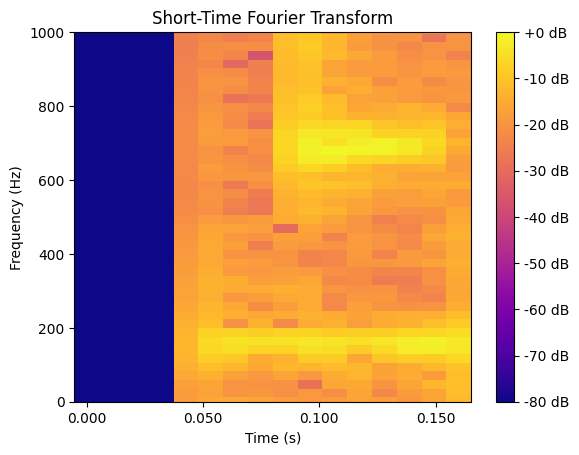 Short-Time Fourier Transform
1000
800
600
400
200
0
Frequency (Hz)
0.000
0.050
0.100
0.150
Time (s)
+0 dB
-10 dB
-20 dB
-30 dB
-40 dB
-50 dB
-60 dB
-70 dB
-80 dB